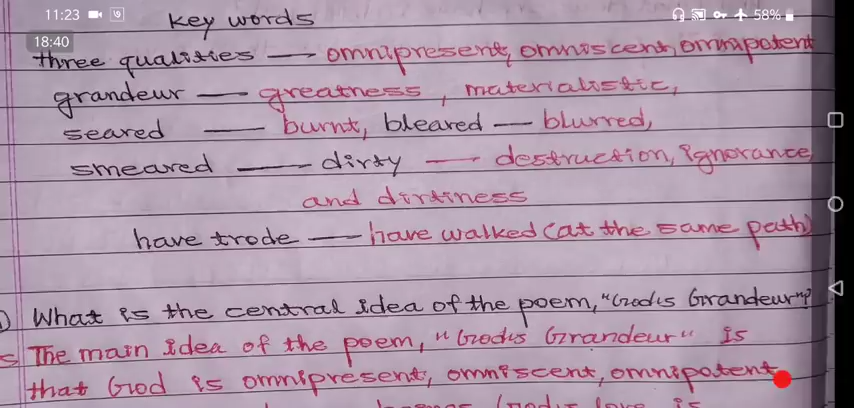 11:23
58%
18:40
Key words
three qualities — omnipresent, omniscent, omnipotent
grandeur — greatness, materialistic,
seared — burnt, bleared — blurred,
smeared — dirty — destruction, ignorance
and dirtiness
have trode — have walked (at the same path)
What is the central idea of the poem, "God's Grandeur"?
The main idea of the poem, "God's Grandeur" is
that God is omnipresent, omniscent, omnipotent